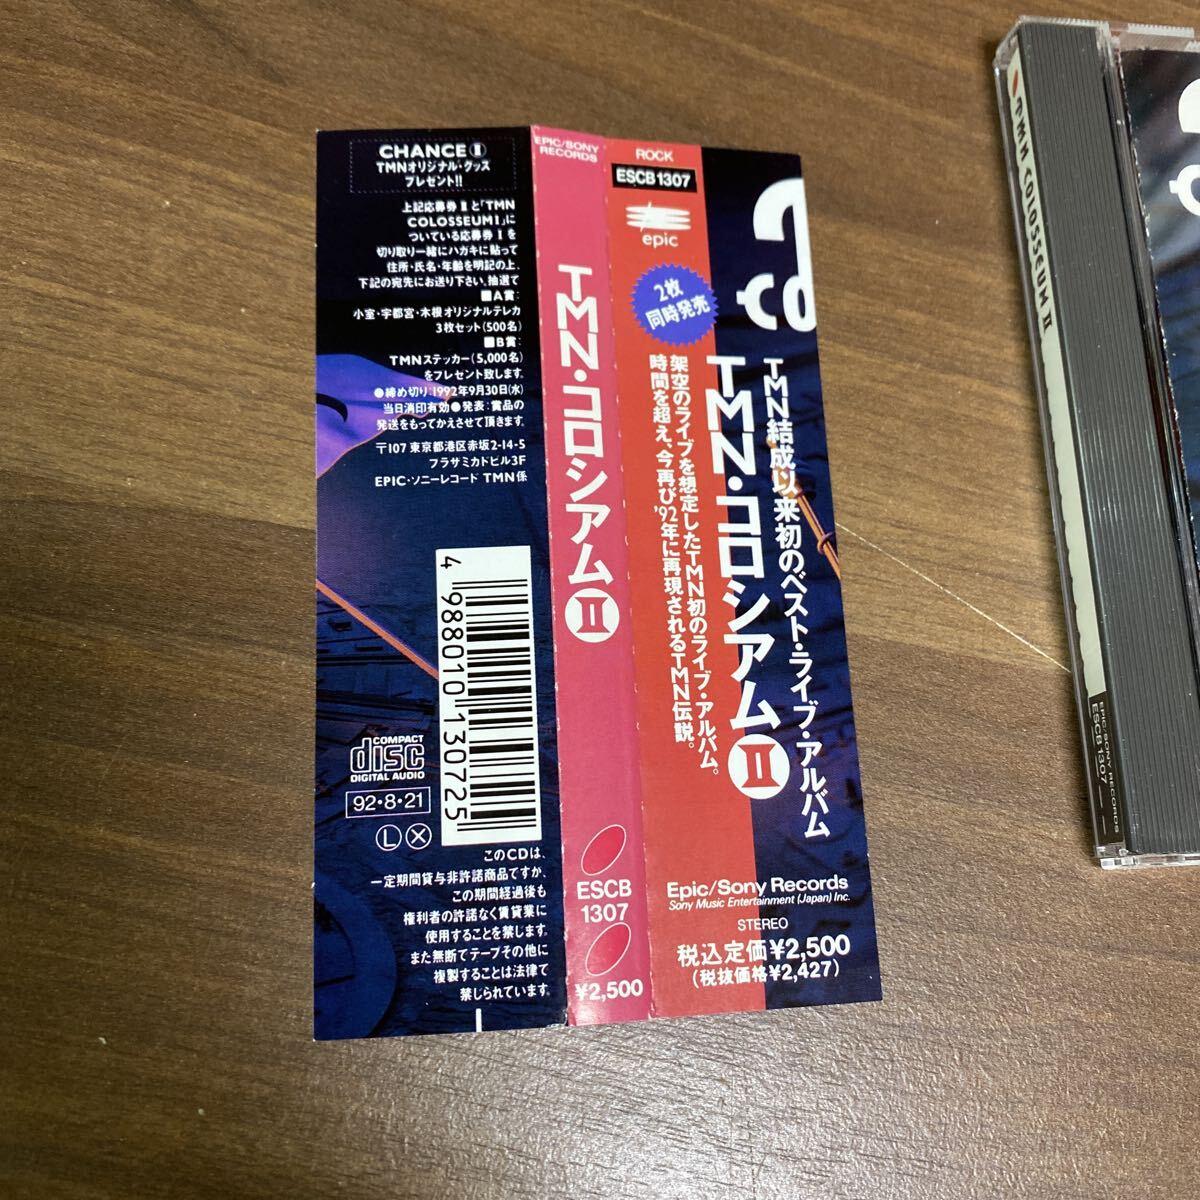 CHANCE II
TMNオリジナル・グッズ
プレゼント!!
上記応募券 II と「TMN
COLOSSEUM I」に
ついている応募券 I を
切り取り一緒にハガキに貼って
住所・氏名・年齢を明記の上、
下記の宛先にお送り下さい。抽選で
■A賞:
小室・宇都宮・木根オリジナルテレカ
3枚セット(500名)
■B賞:
TMNステッカー(5,000名)
をプレゼント致します。
●締め切り:1992年9月30日(水)
当日消印有効●発表:賞品の
発送をもってかえさせて頂きます。
〒107 東京都港区赤坂2-14-5
プラザミカドビル3F
EPIC・ソニーレコード TMN係
4 988010 130725
COMPACT
disc
DIGITAL AUDIO
92・8・21
L X
このCDは、
一定期間貸与非許諾商品ですが、
この期間経過後も
権利者の許諾なく賃貸業に
使用することを禁じます。
また無断でテープその他に
複製することは法律で
禁じられています。
EPIC/SONY
RECORDS
TMN・コロシアムII
ESCB
1307
¥2,500
ROCK
ESCB 1307
epic
2枚
同時発売
TMN結成以来初のベスト・ライブ・アルバム
TMN・コロシアムII
架空のライブを想定したTMN初のライブ・アルバム。
時間を超え、今再び'92年に再現されるTMN伝説。
Epic/Sony Records
Sony Music Entertainment (Japan) Inc.
STEREO
税込定価¥2,500
(税抜価格¥2,427)
TMN COLOSSEUM II
EPIC/SONY RECORDS
ESCB 1307